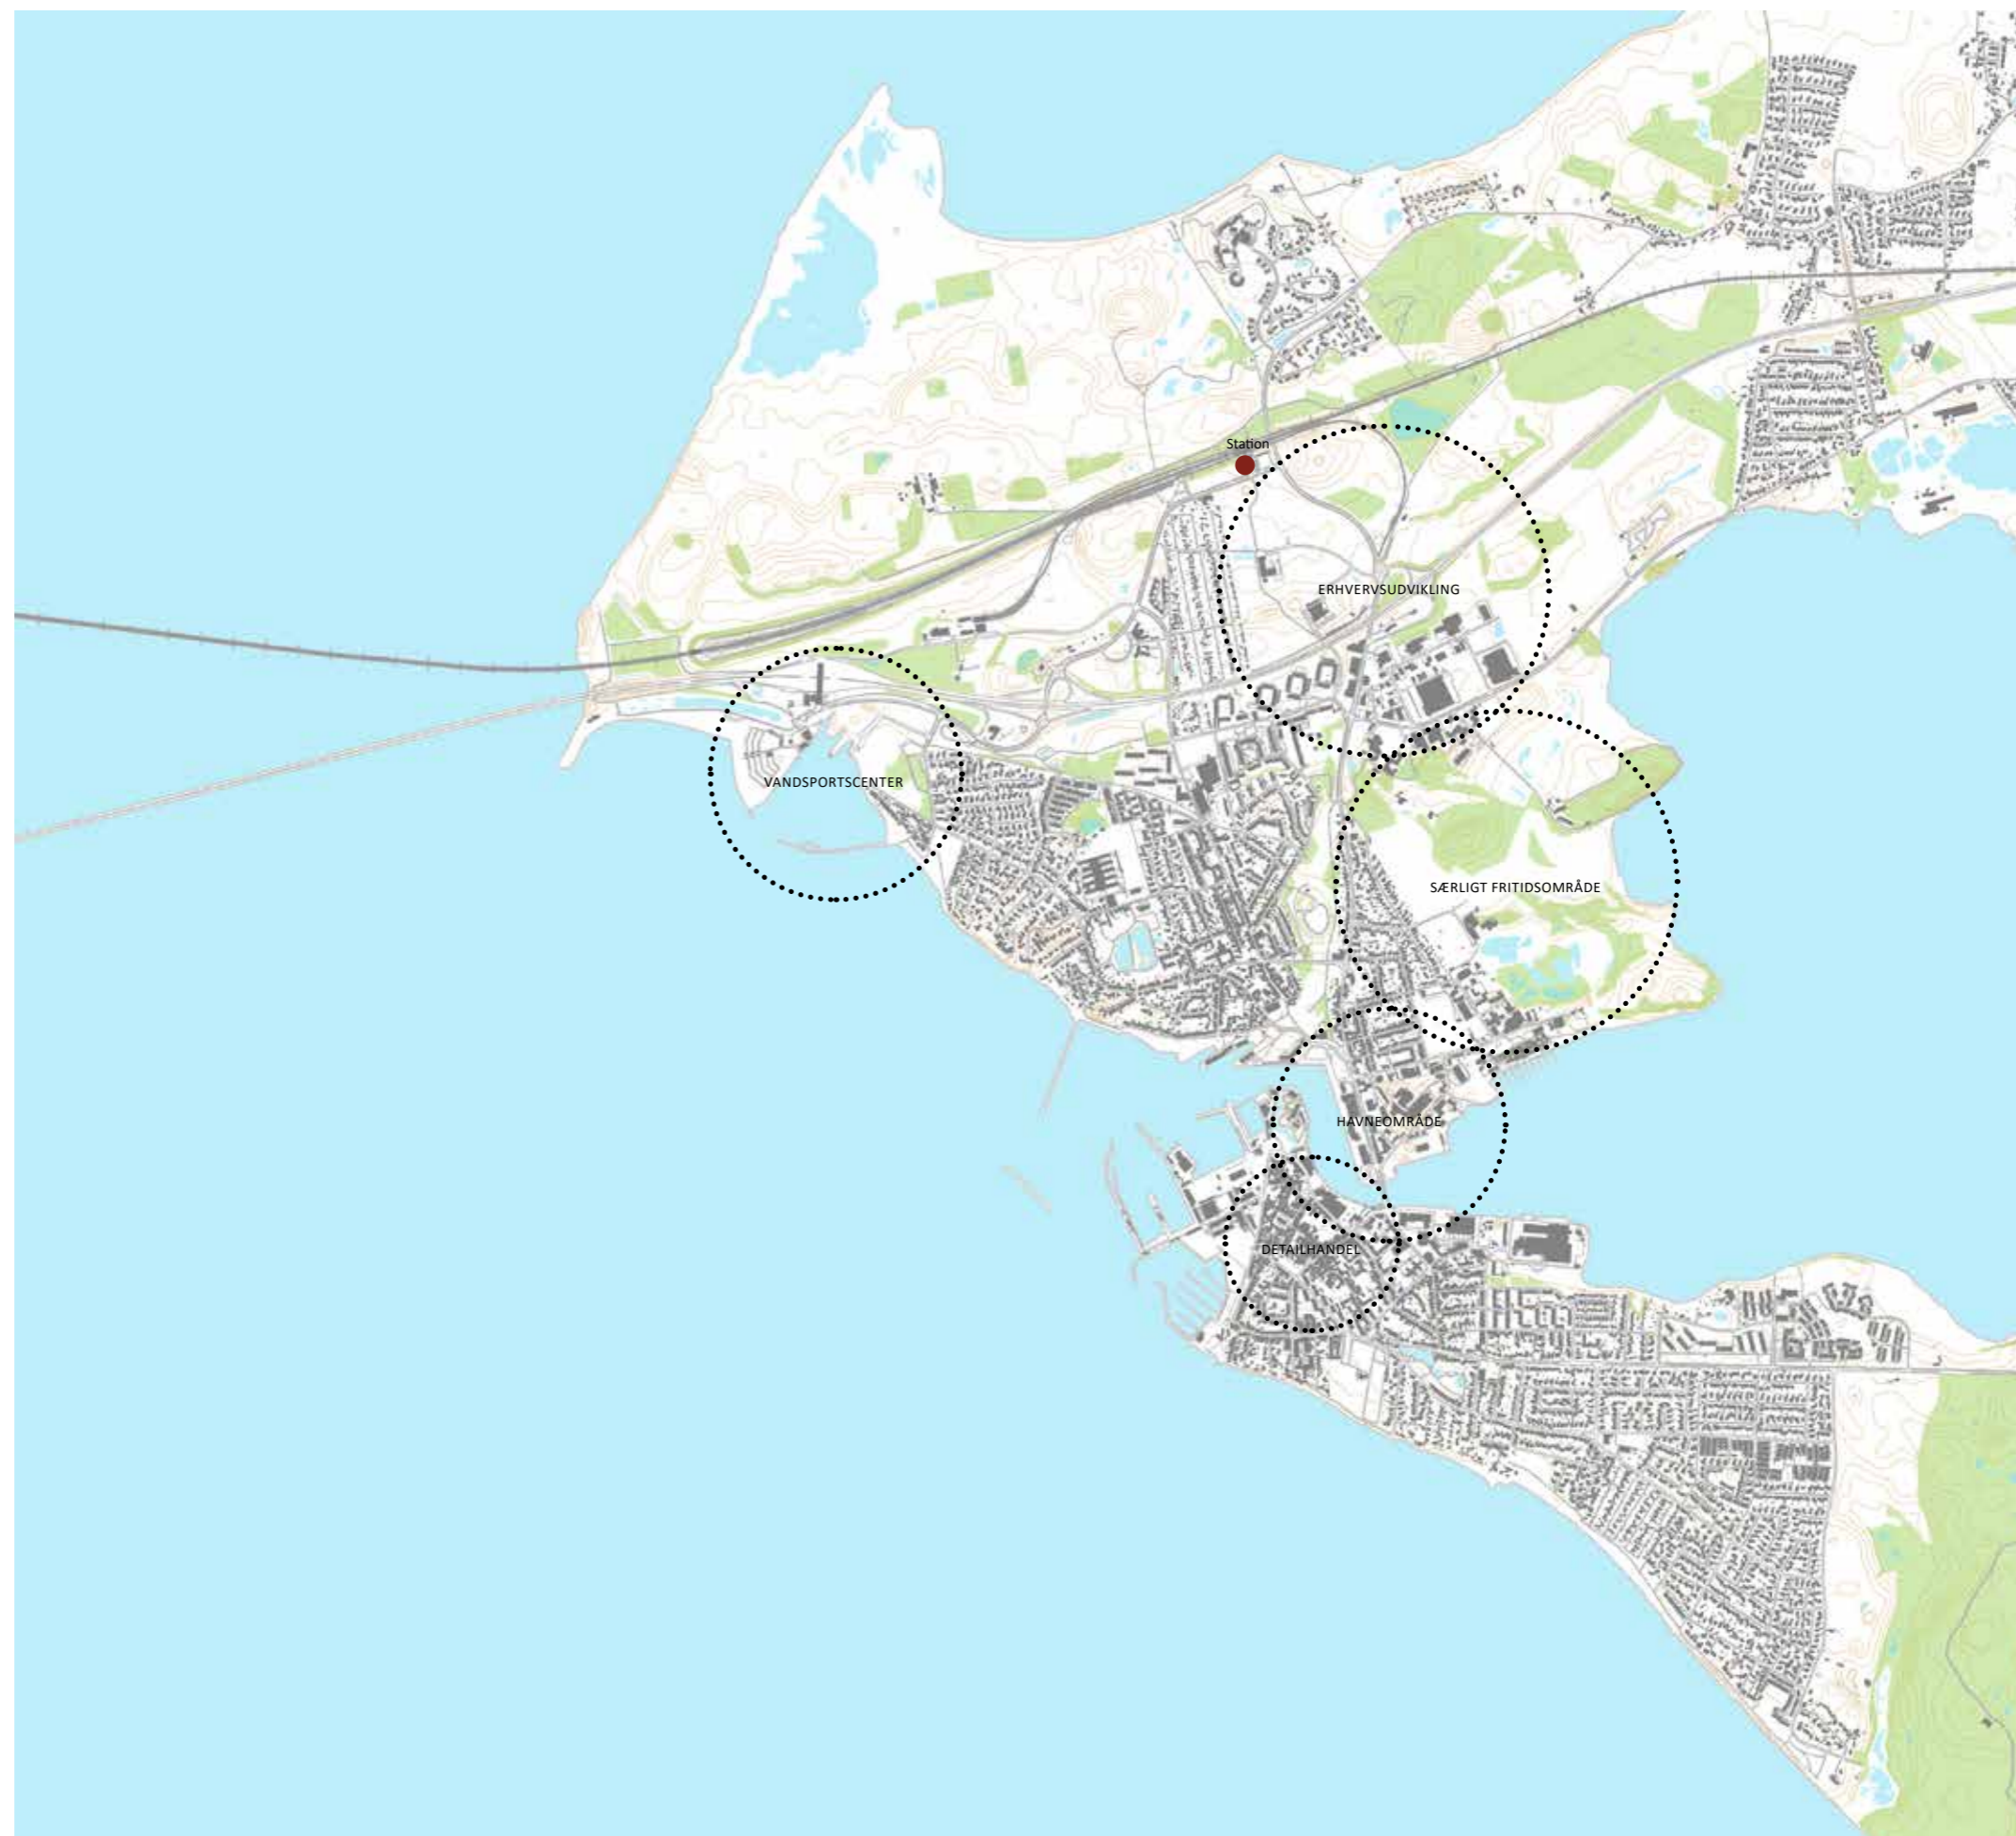 Station
ERHVERVSUDVIKLING
VANDSPORTSCENTER
SÆRLIGT FRITIDSOMRÅDE
HAVNEOMRÅDE
DETAILHANDEL